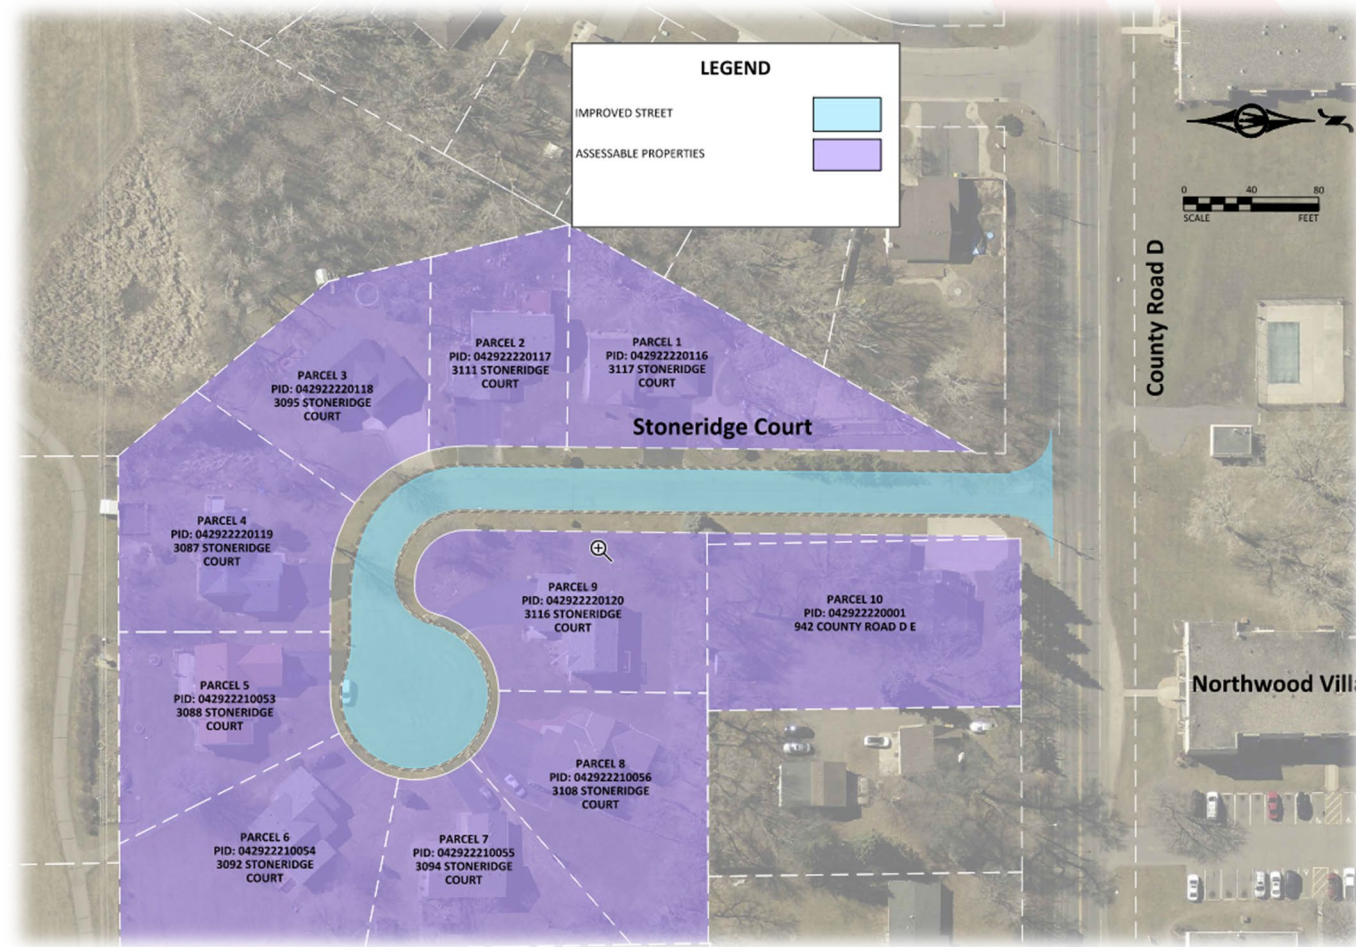 LEGEND
IMPROVED STREET
ASSESSABLE PROPERTIES
0 40 80
SCALE FEET
County Road D
PARCEL 1
PID: 042922220116
3117 STONERIDGE
COURT
PARCEL 2
PID: 042922220117
3111 STONERIDGE
COURT
PARCEL 3
PID: 042922220118
3095 STONERIDGE
COURT
Stoneridge Court
PARCEL 4
PID: 042922220119
3087 STONERIDGE
COURT
PARCEL 9
PID: 042922220120
3116 STONERIDGE
COURT
PARCEL 10
PID: 042922220001
942 COUNTY ROAD D E
PARCEL 5
PID: 042922210053
3088 STONERIDGE
COURT
Northwood Villa
PARCEL 8
PID: 042922210056
3108 STONERIDGE
COURT
PARCEL 6
PID: 042922210054
3092 STONERIDGE
COURT
PARCEL 7
PID: 042922210055
3094 STONERIDGE
COURT